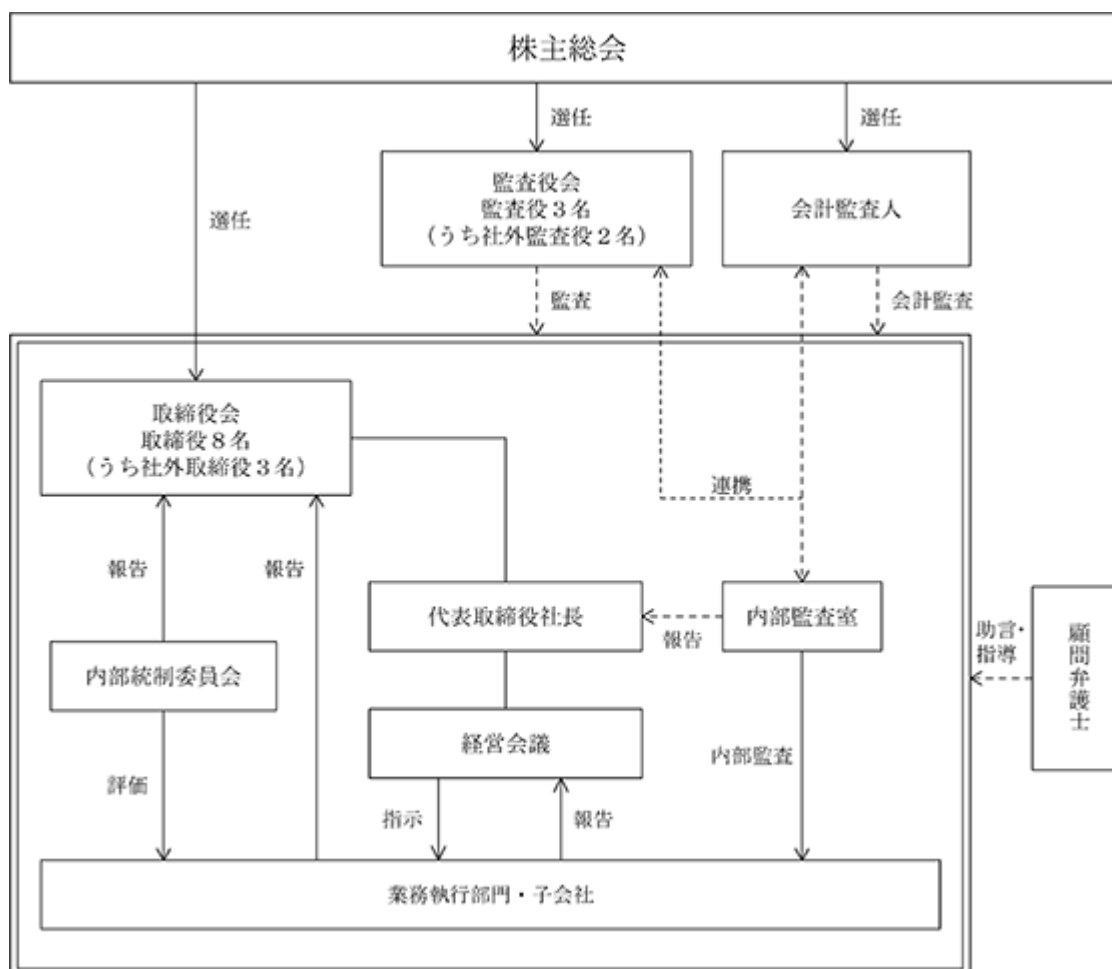 株主総会
選任
選任
選任
監査役会
監査役３名
（うち社外監査役２名）
会計監査人
監査
会計監査
取締役会
取締役８名
（うち社外取締役３名）
連携
報告
報告
代表取締役社長
報告
内部監査室
助言・
指導
顧問弁護士
内部統制委員会
経営会議
評価
指示
報告
内部監査
業務執行部門・子会社